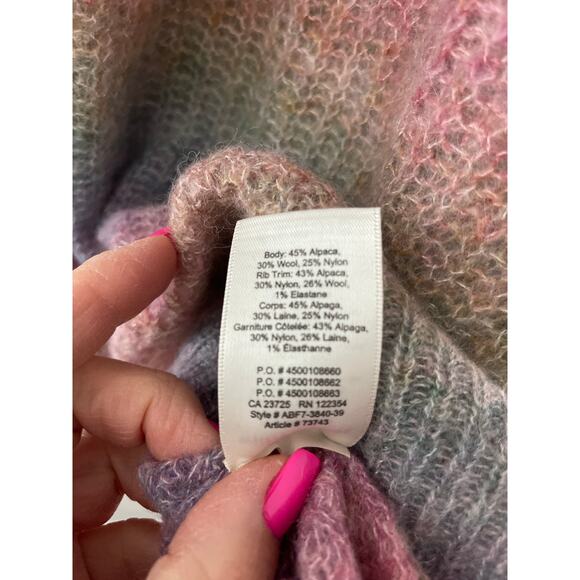 Body: 45% Alpaca,
30% Wool, 25% Nylon
Rib Trim: 43% Alpaca,
30% Nylon, 26% Wool,
1% Elastane
Corps: 45% Alpaga,
30% Laine, 25% Nylon
Garniture Côtelée: 43% Alpaga,
30% Nylon, 26% Laine,
1% Élasthanne
P.O. # 4500108660
P.O. # 4500108662
P.O. # 4500108663
CA 23725 RN 122354
Style # ABF7-3840-39
Article # 73743